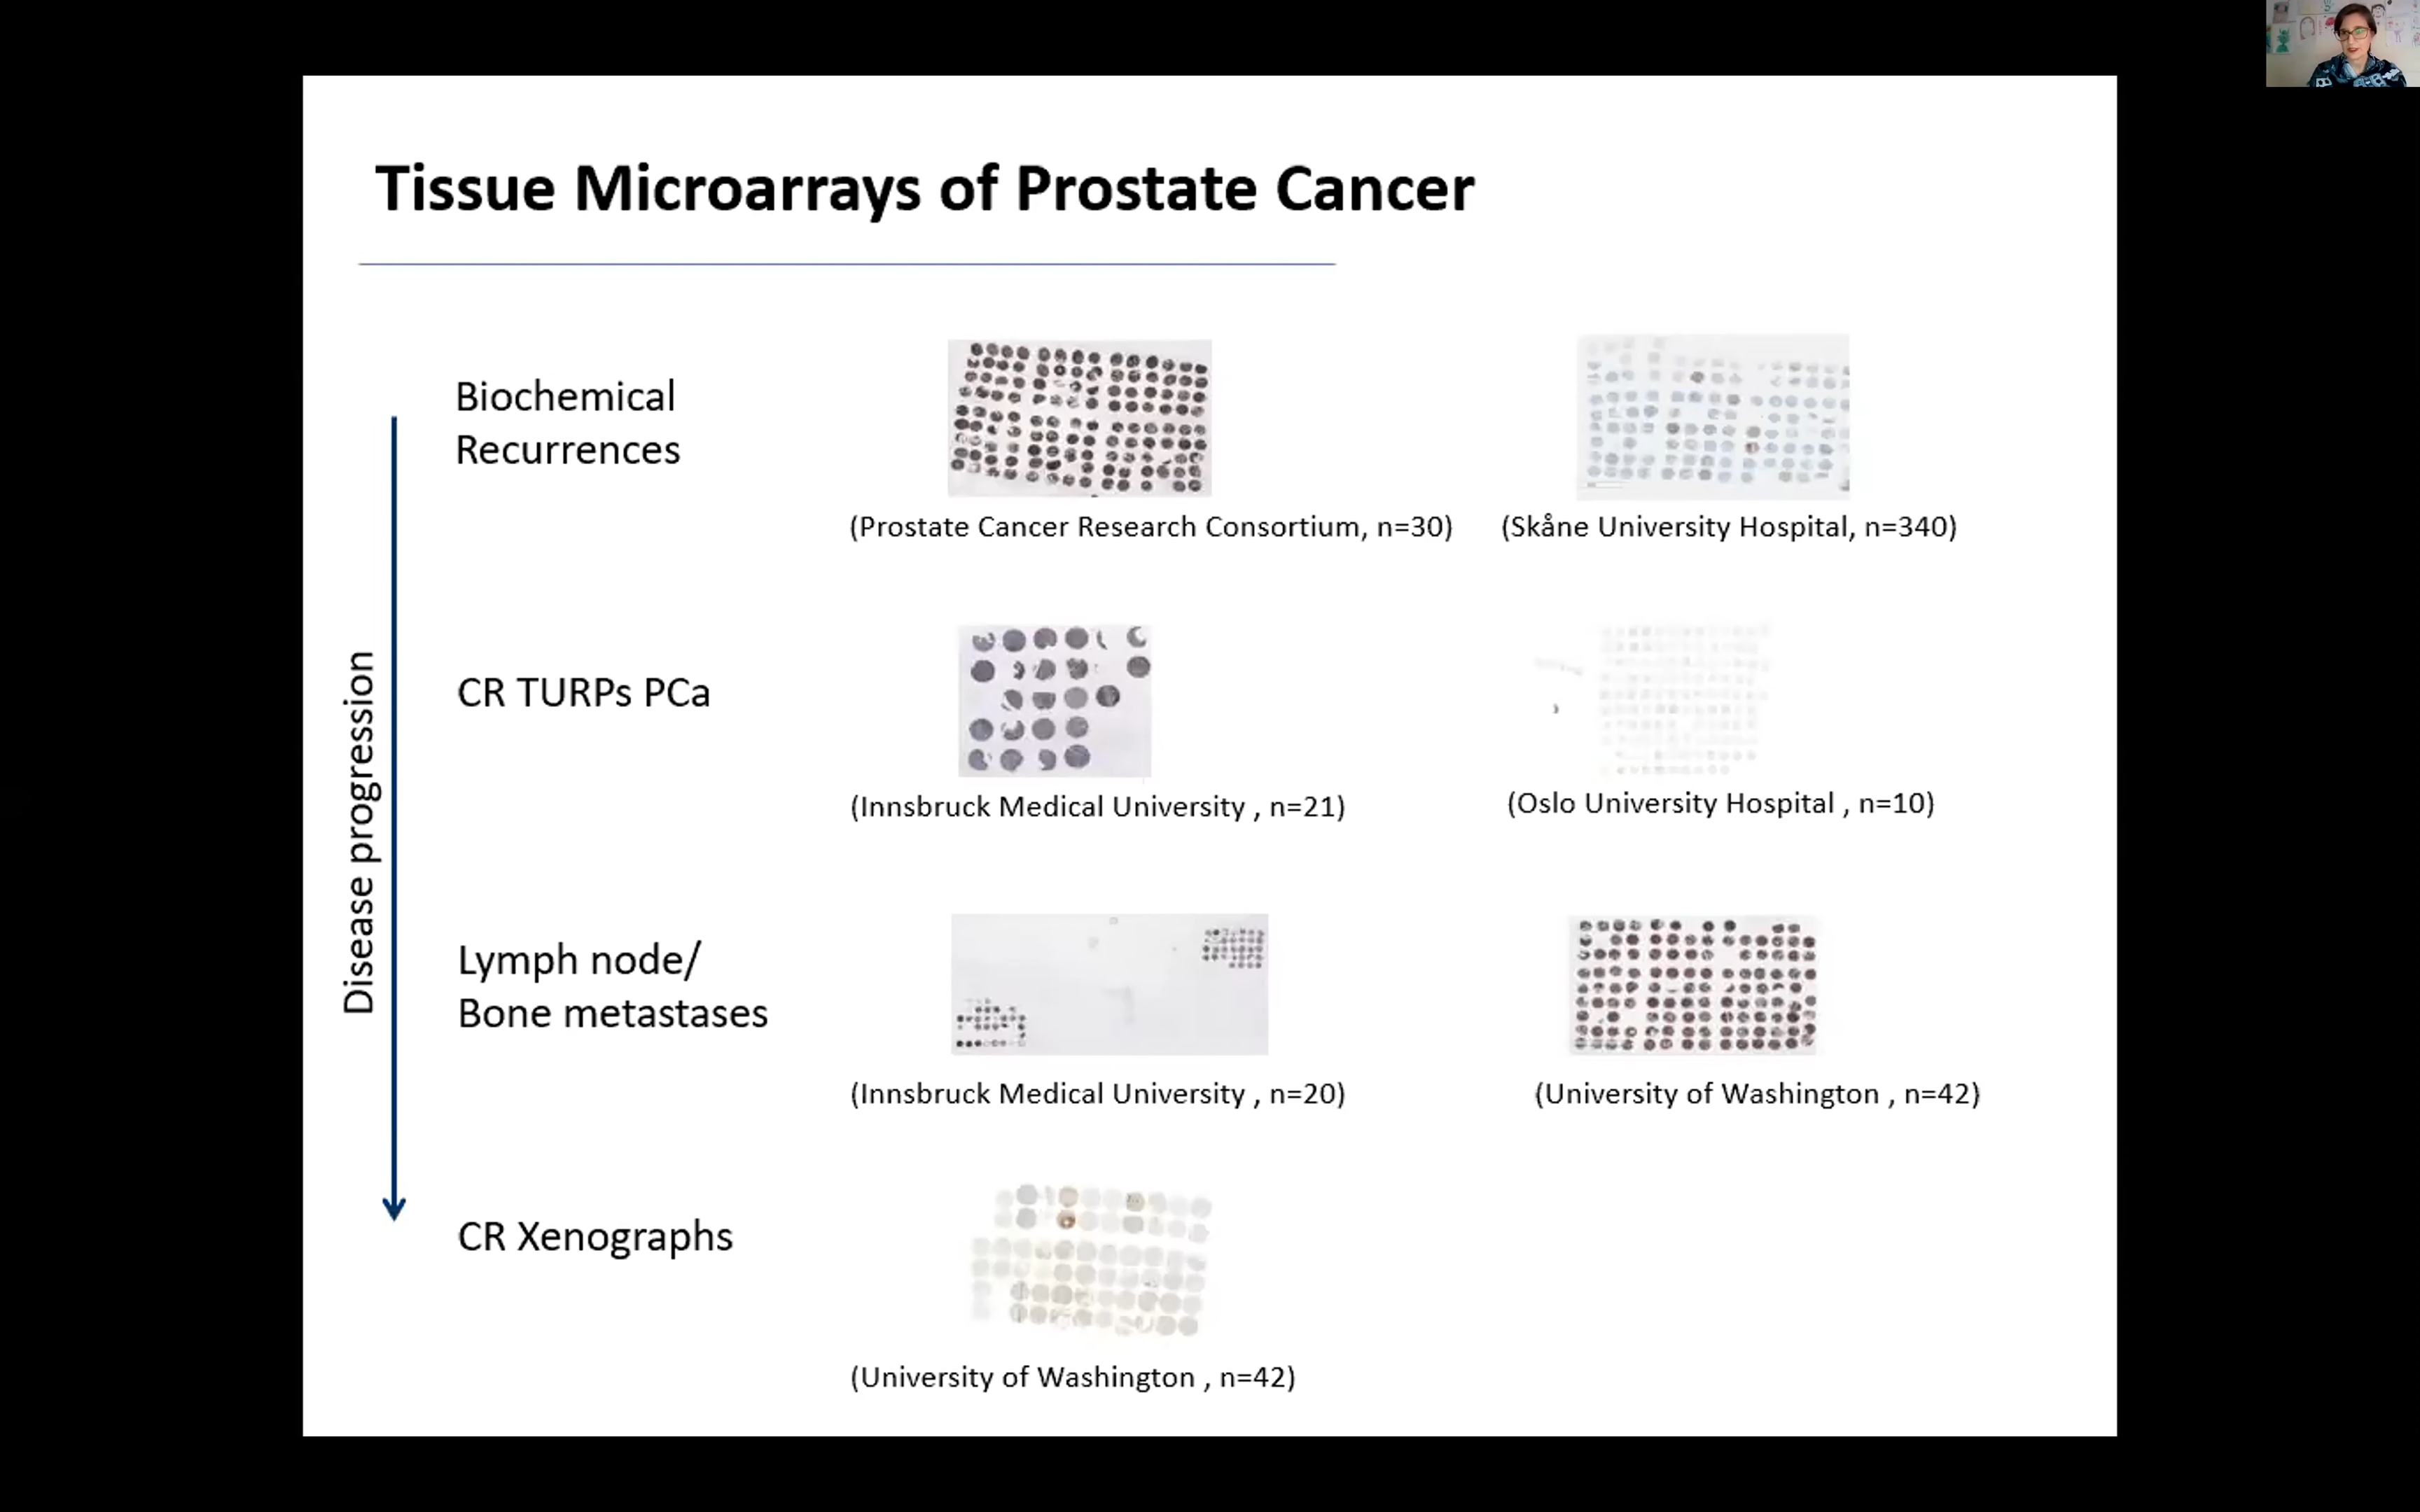 Tissue Microarrays of Prostate Cancer
Disease progression
Biochemical
Recurrences
(Prostate Cancer Research Consortium, n=30)
(Skåne University Hospital, n=340)
CR TURPs PCa
(Innsbruck Medical University , n=21)
(Oslo University Hospital , n=10)
Lymph node/
Bone metastases
(Innsbruck Medical University , n=20)
(University of Washington , n=42)
CR Xenographs
(University of Washington , n=42)